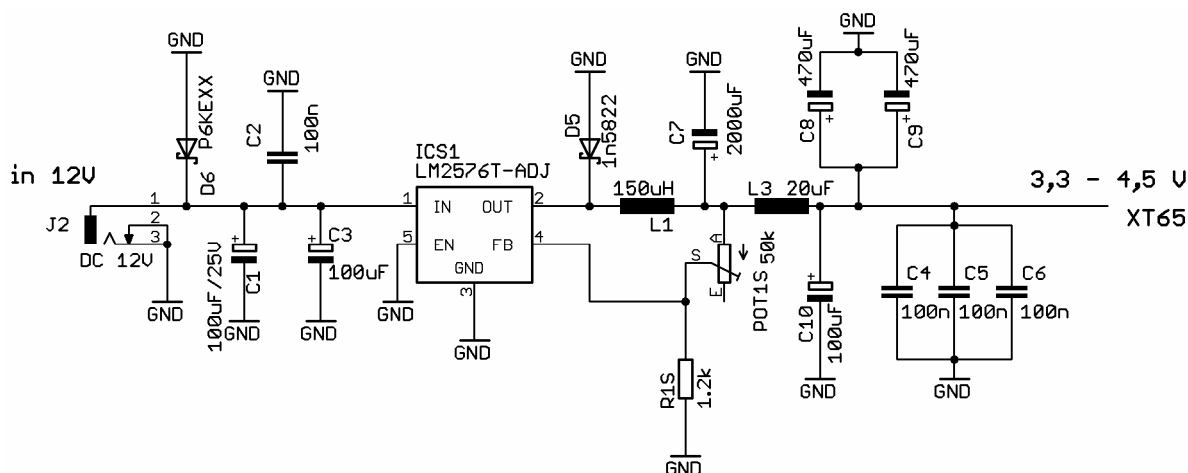 GND
P6KEXX
D6
GND
C2
100n
in 12V
J2
1
2
3
DC 12V
GND
100uF/25V
C1
GND
C3
100uF
GND
ICS1
LM2576T-ADJ
1
IN
OUT
2
5
EN
FB
4
GND
3
GND
GND
GND
D5
1n5822
150uH
L1
GND
C7
2000uF
L3 20uF
A
S
E
50k
POT1S
R1S
1.2k
GND
GND
470uF
470uF
C8
+
C9
+
3,3 - 4,5 V
XT65
C10
100uF
GND
C4
100n
C5
100n
C6
100n
GND